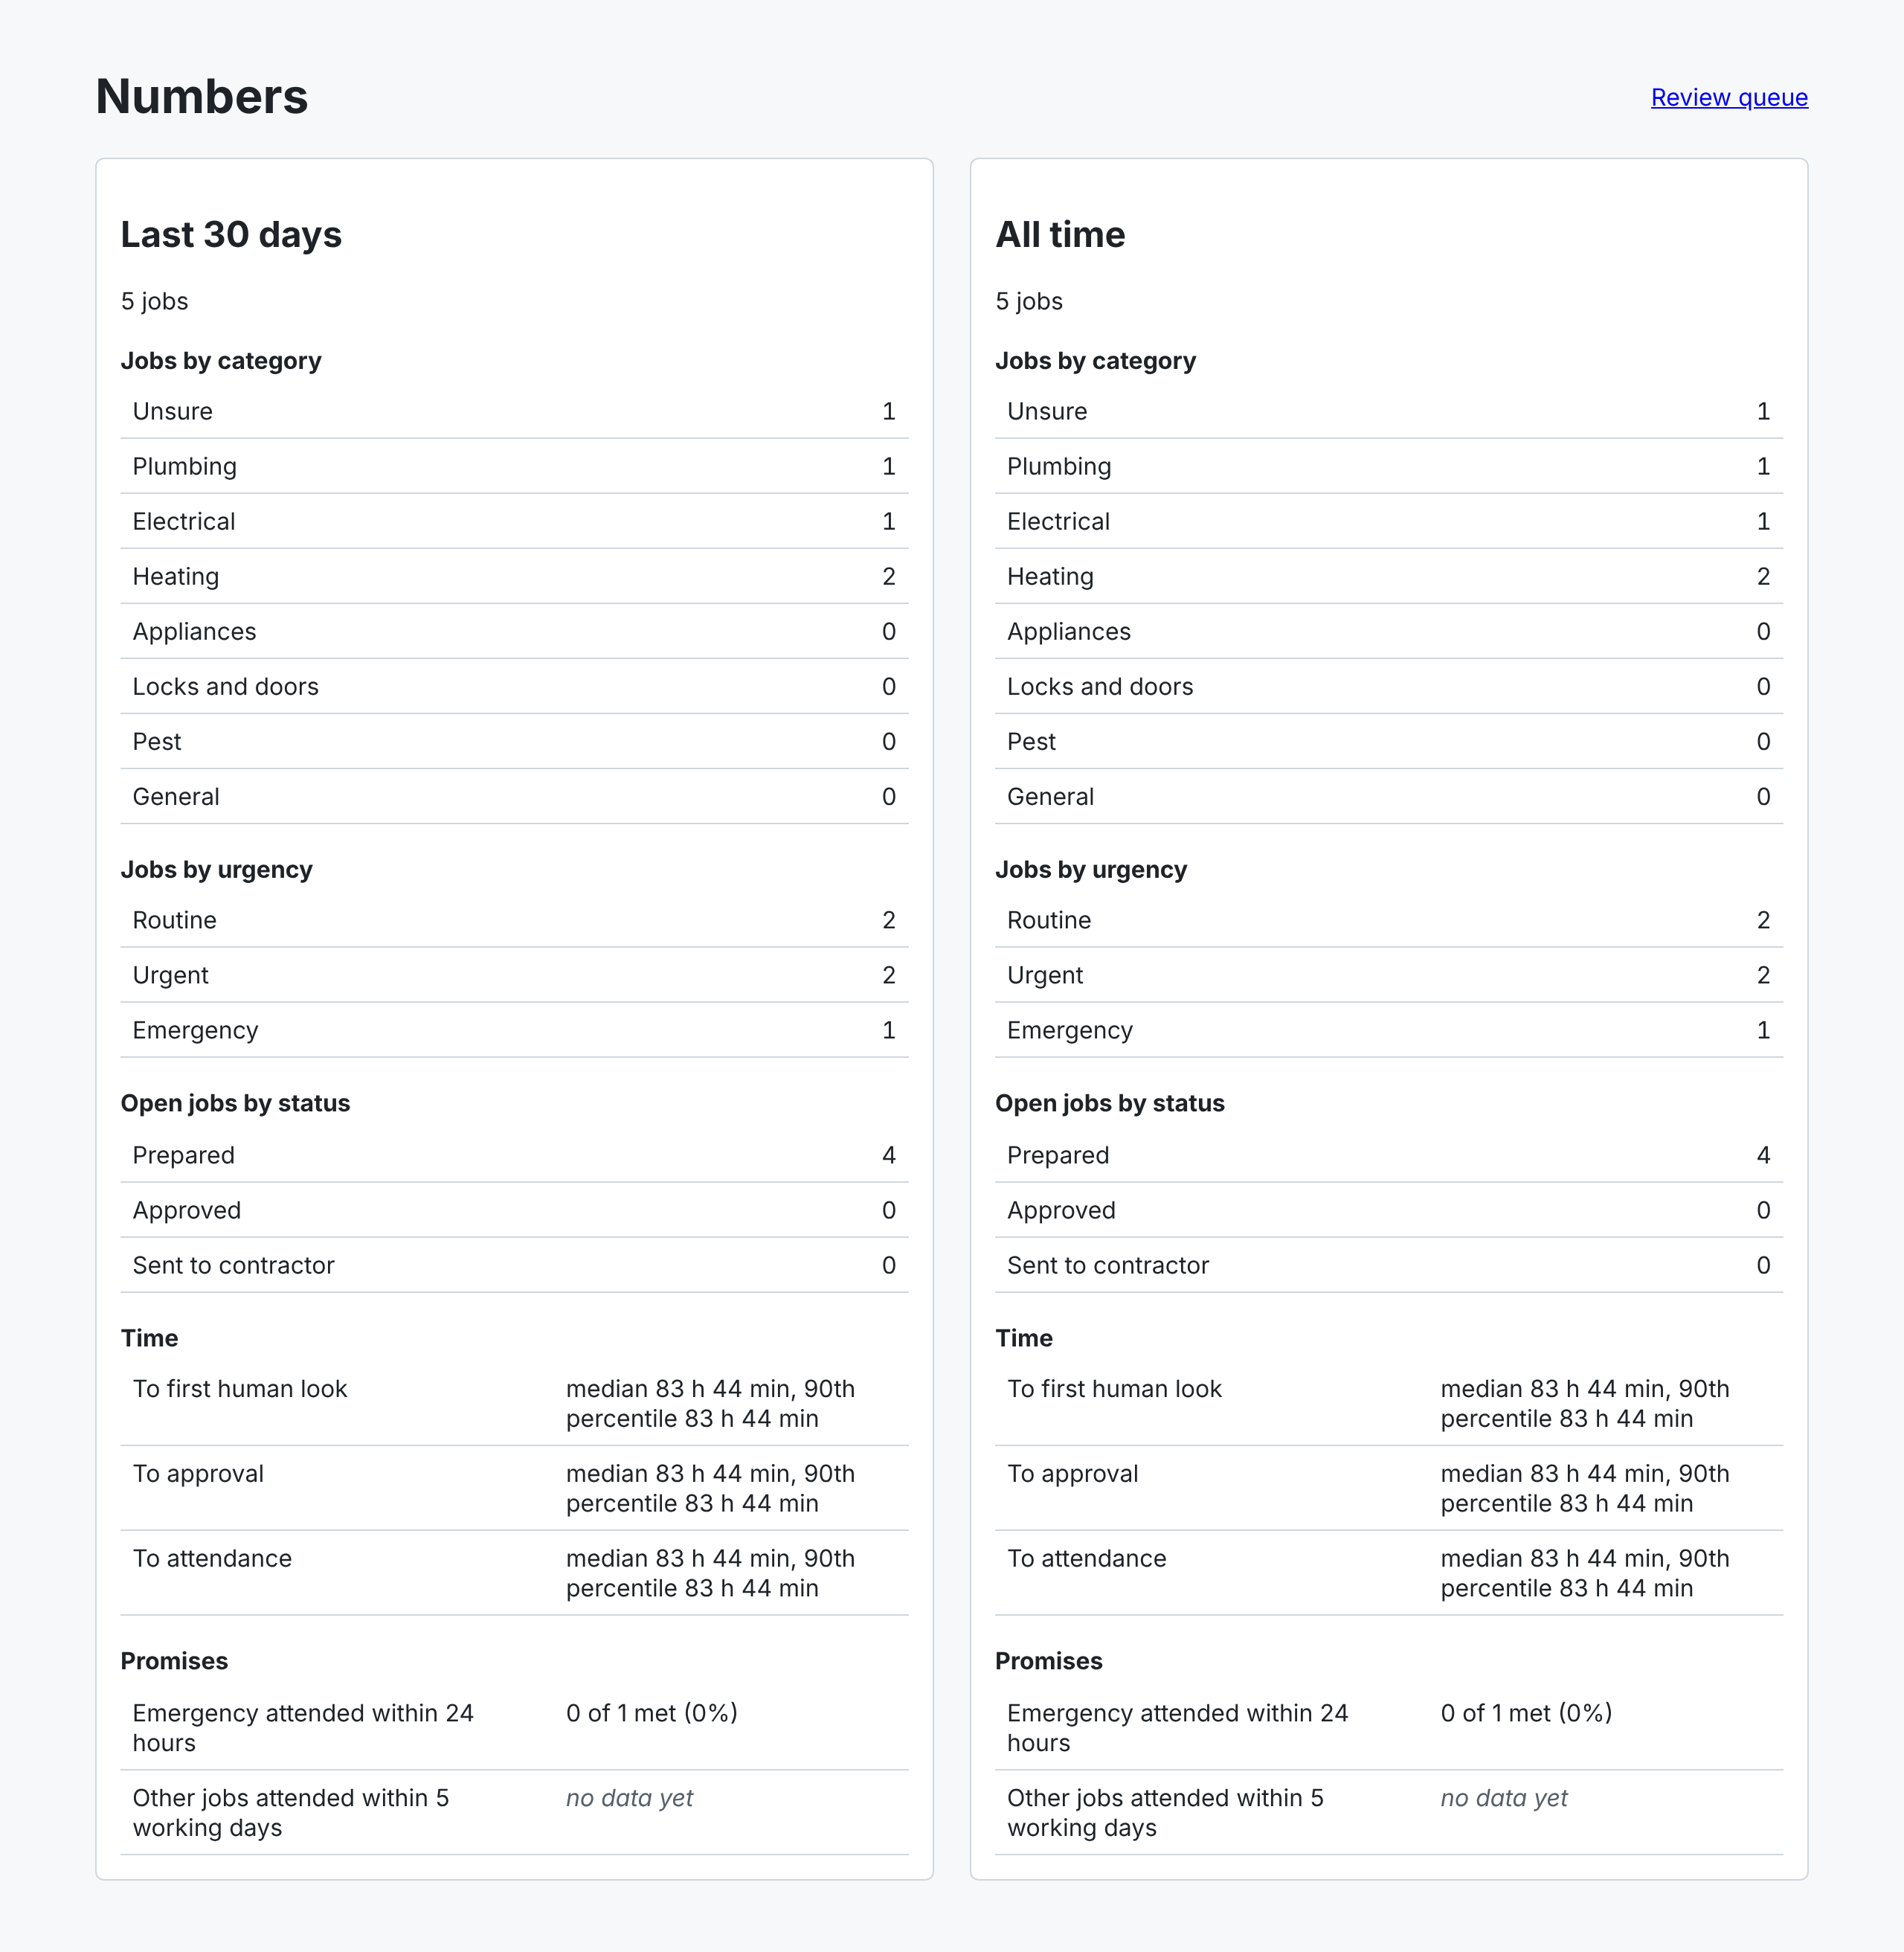 Numbers
Review queue
Last 30 days
5 jobs
Jobs by category
Unsure 1
Plumbing 1
Electrical 1
Heating 2
Appliances 0
Locks and doors 0
Pest 0
General 0
Jobs by urgency
Routine 2
Urgent 2
Emergency 1
Open jobs by status
Prepared 4
Approved 0
Sent to contractor 0
Time
To first human look median 83 h 44 min, 90th
percentile 83 h 44 min
To approval median 83 h 44 min, 90th
percentile 83 h 44 min
To attendance median 83 h 44 min, 90th
percentile 83 h 44 min
Promises
Emergency attended within 24 0 of 1 met (0%)
hours
Other jobs attended within 5 no data yet
working days
All time
5 jobs
Jobs by category
Unsure 1
Plumbing 1
Electrical 1
Heating 2
Appliances 0
Locks and doors 0
Pest 0
General 0
Jobs by urgency
Routine 2
Urgent 2
Emergency 1
Open jobs by status
Prepared 4
Approved 0
Sent to contractor 0
Time
To first human look median 83 h 44 min, 90th
percentile 83 h 44 min
To approval median 83 h 44 min, 90th
percentile 83 h 44 min
To attendance median 83 h 44 min, 90th
percentile 83 h 44 min
Promises
Emergency attended within 24 0 of 1 met (0%)
hours
Other jobs attended within 5 no data yet
working days